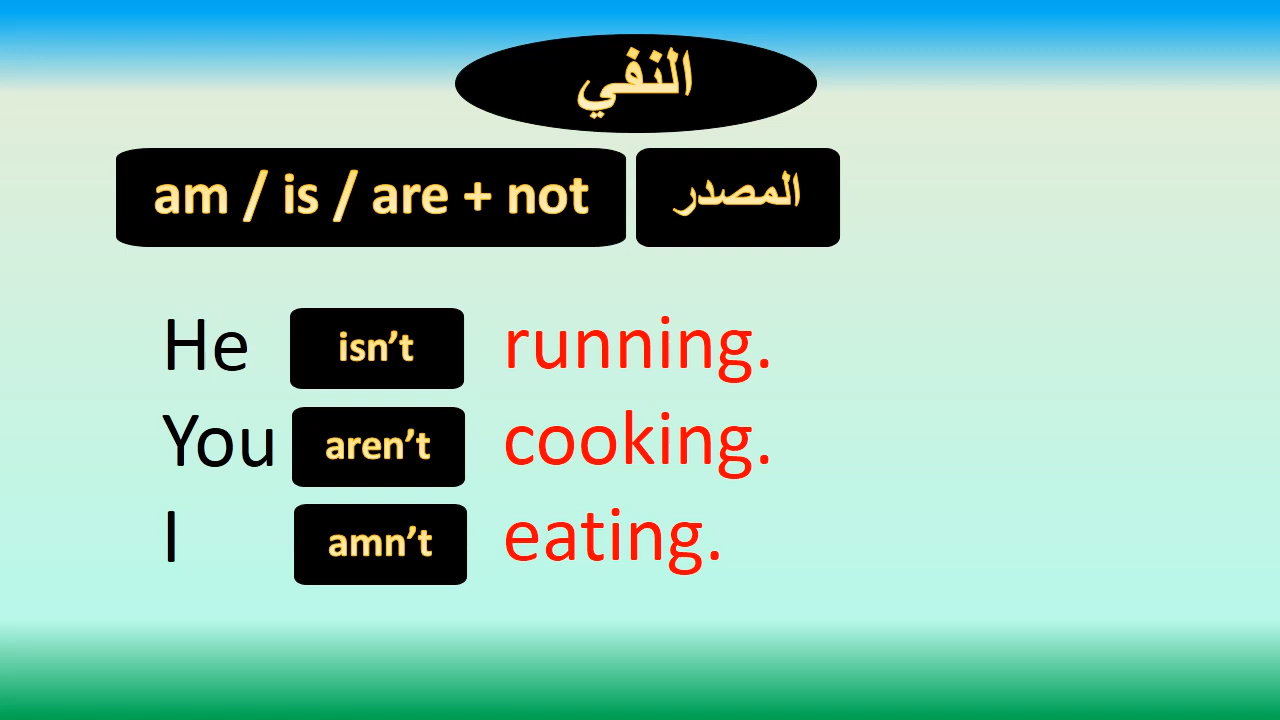 النفي
am / is / are + not المصدر
He isn’t running.
You aren’t cooking.
I amn’t eating.